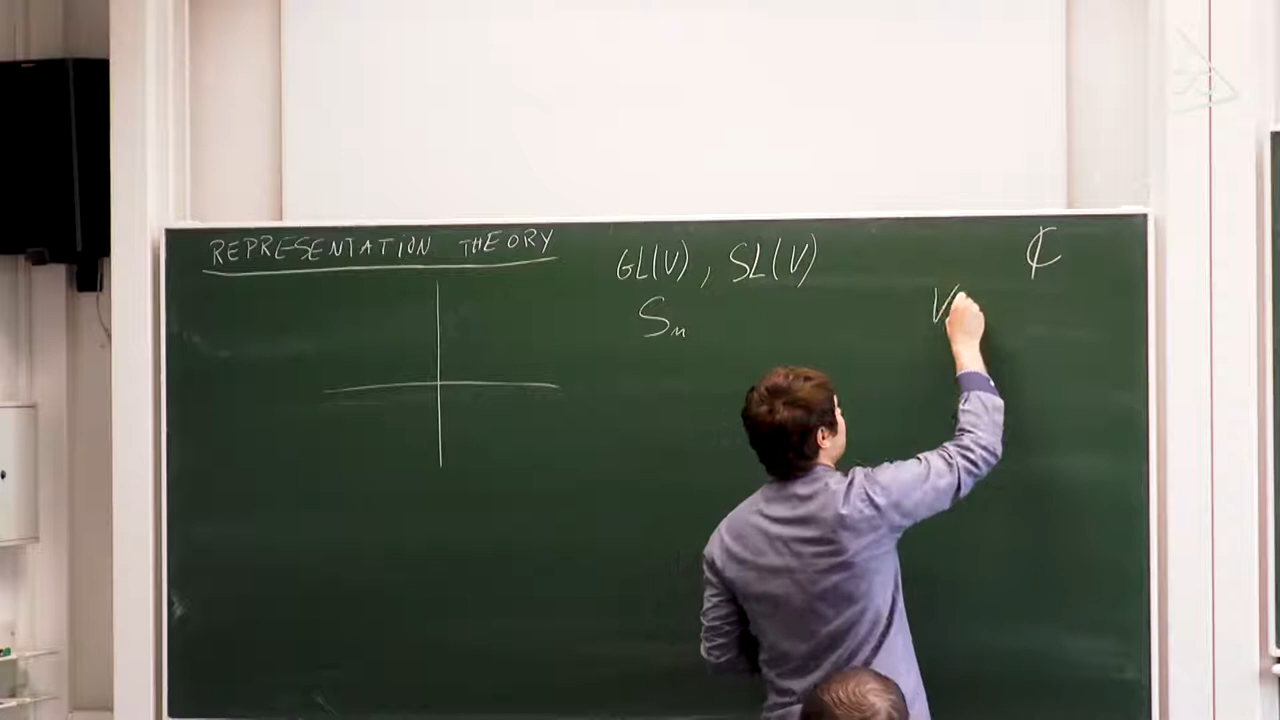 REPRESENTATION THEORY
GL(V), SL(V)
Sₙ
ℂ
V